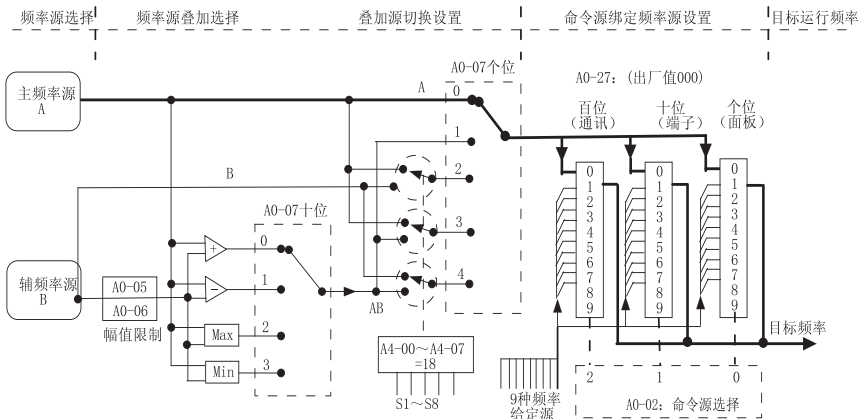 频率源选择
频率源叠加选择
叠加源切换设置
命令源绑定频率源设置
目标运行频率
主频率源
A
A
A0-07个位
0
1
2
3
4
A0-27:(出厂值000)
百位
(通讯)
十位
(端子)
个位
(面板)
0
1
2
3
4
5
6
7
8
9
0
1
2
3
4
5
6
7
8
9
0
1
2
3
4
5
6
7
8
9
B
A0-07十位
0
1
2
3
+
-
Max
Min
辅频率源
B
A0-05
A0-06
幅值限制
AB
A4-00～A4-07
=18
S1～S8
9种频率
给定源
目标频率
2
1
0
A0-02:命令源选择